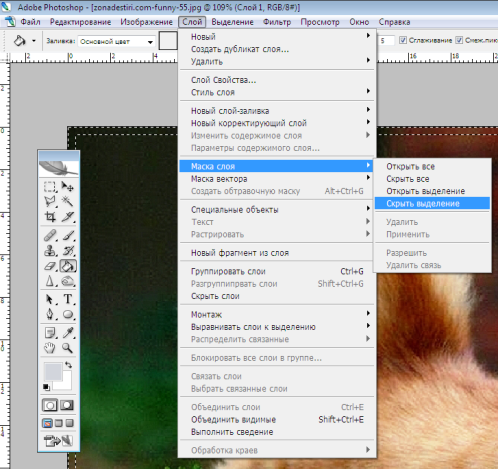 Adobe Photoshop - [zonadestiri.com-funny-55.jpg @ 109% (Слой 1, RGB/8#)]
Файл Редактирование Изображение Слой Выделение Фильтр Просмотр Окно Справка
Заливка: Основной цвет
5 Сглаживание Смеж.пик
Новый
Создать дубликат слоя...
Удалить
Слой Свойства...
Стиль слоя
Новый слой-заливка
Новый корректирующий слой
Изменить содержимое слоя
Параметры содержимого слоя...
Маска слоя
Маска вектора
Создать обтравочную маску Alt+Ctrl+G
Специальные объекты
Текст
Растрировать
Новый фрагмент из слоя
Группировать слои Ctrl+G
Разгруппировать слои Shift+Ctrl+G
Скрыть слои
Монтаж
Выравнивать слои к выделению
Распределить связанные
Блокировать все слои в группе...
Связать слои
Выбрать связанные слои
Объединить слои Ctrl+E
Объединить видимые Shift+Ctrl+E
Выполнить сведение
Обработка краев
Открыть все
Скрыть все
Открыть выделение
Скрыть выделение
Удалить
Применить
Разрешить
Удалить связь